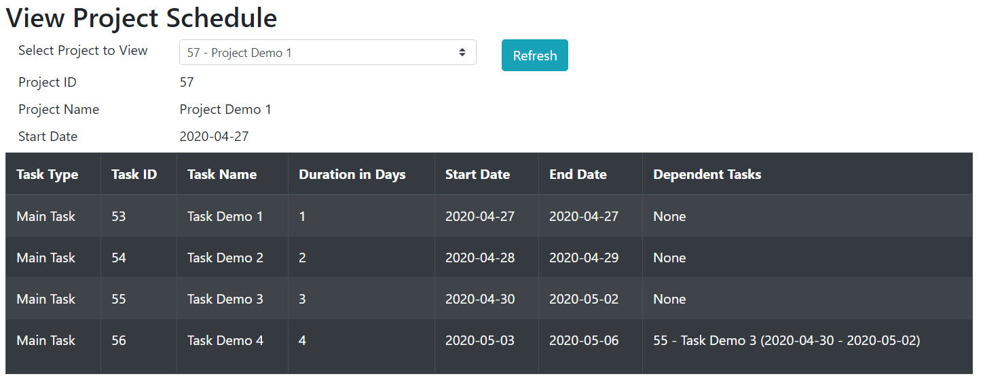 View Project Schedule
Select Project to View 57 - Project Demo 1 Refresh
Project ID 57
Project Name Project Demo 1
Start Date 2020-04-27
Task Type Task ID Task Name Duration in Days Start Date End Date Dependent Tasks
Main Task 53 Task Demo 1 1 2020-04-27 2020-04-27 None
Main Task 54 Task Demo 2 2 2020-04-28 2020-04-29 None
Main Task 55 Task Demo 3 3 2020-04-30 2020-05-02 None
Main Task 56 Task Demo 4 4 2020-05-03 2020-05-06 55 - Task Demo 3 (2020-04-30 - 2020-05-02)